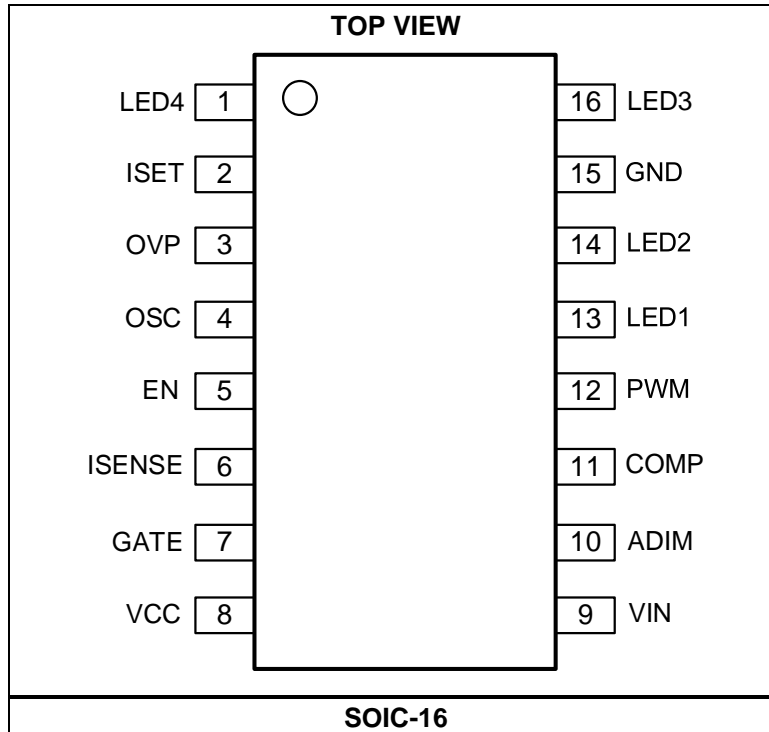 TOP VIEW
LED4 1 16 LED3
ISET 2 15 GND
OVP 3 14 LED2
OSC 4 13 LED1
EN 5 12 PWM
ISENSE 6 11 COMP
GATE 7 10 ADIM
VCC 8 9 VIN
SOIC-16